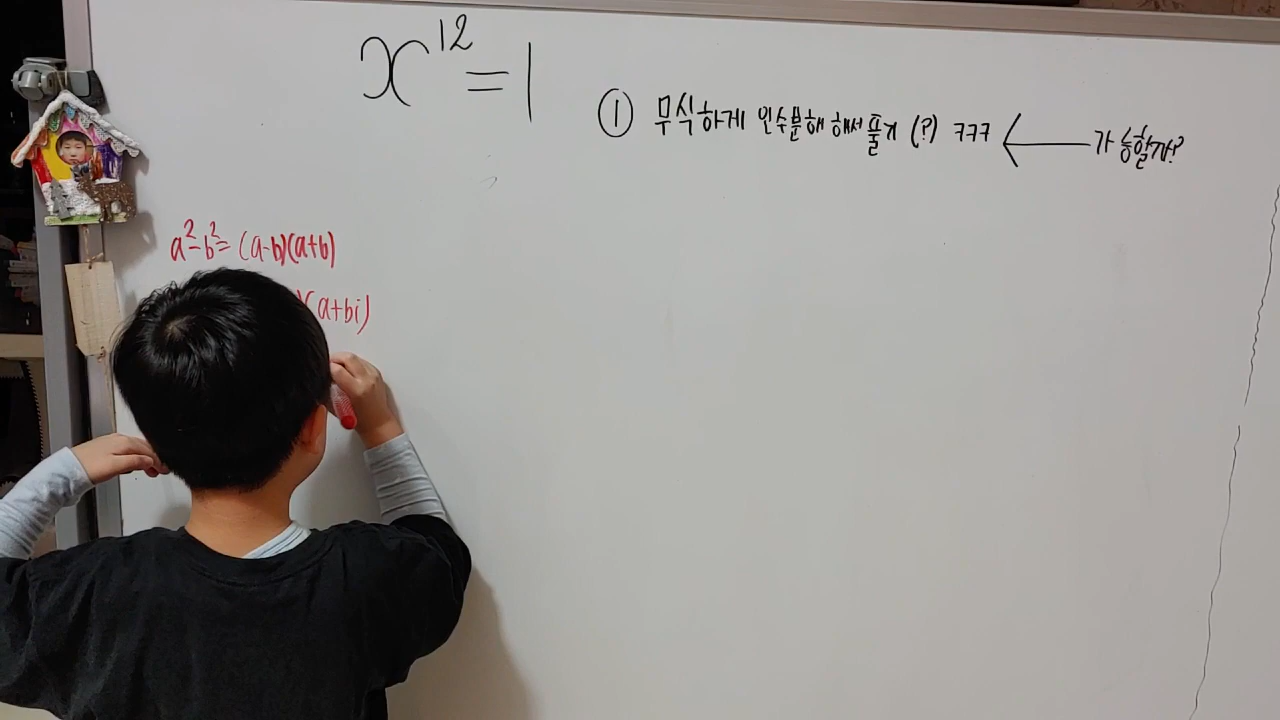 x¹² = 1
① 무식하게 인수분해 해서 풀기 (?) ㅋㅋㅋ ← 가능할까?
a² - b² = (a-b)(a+b)
)(a+bi)